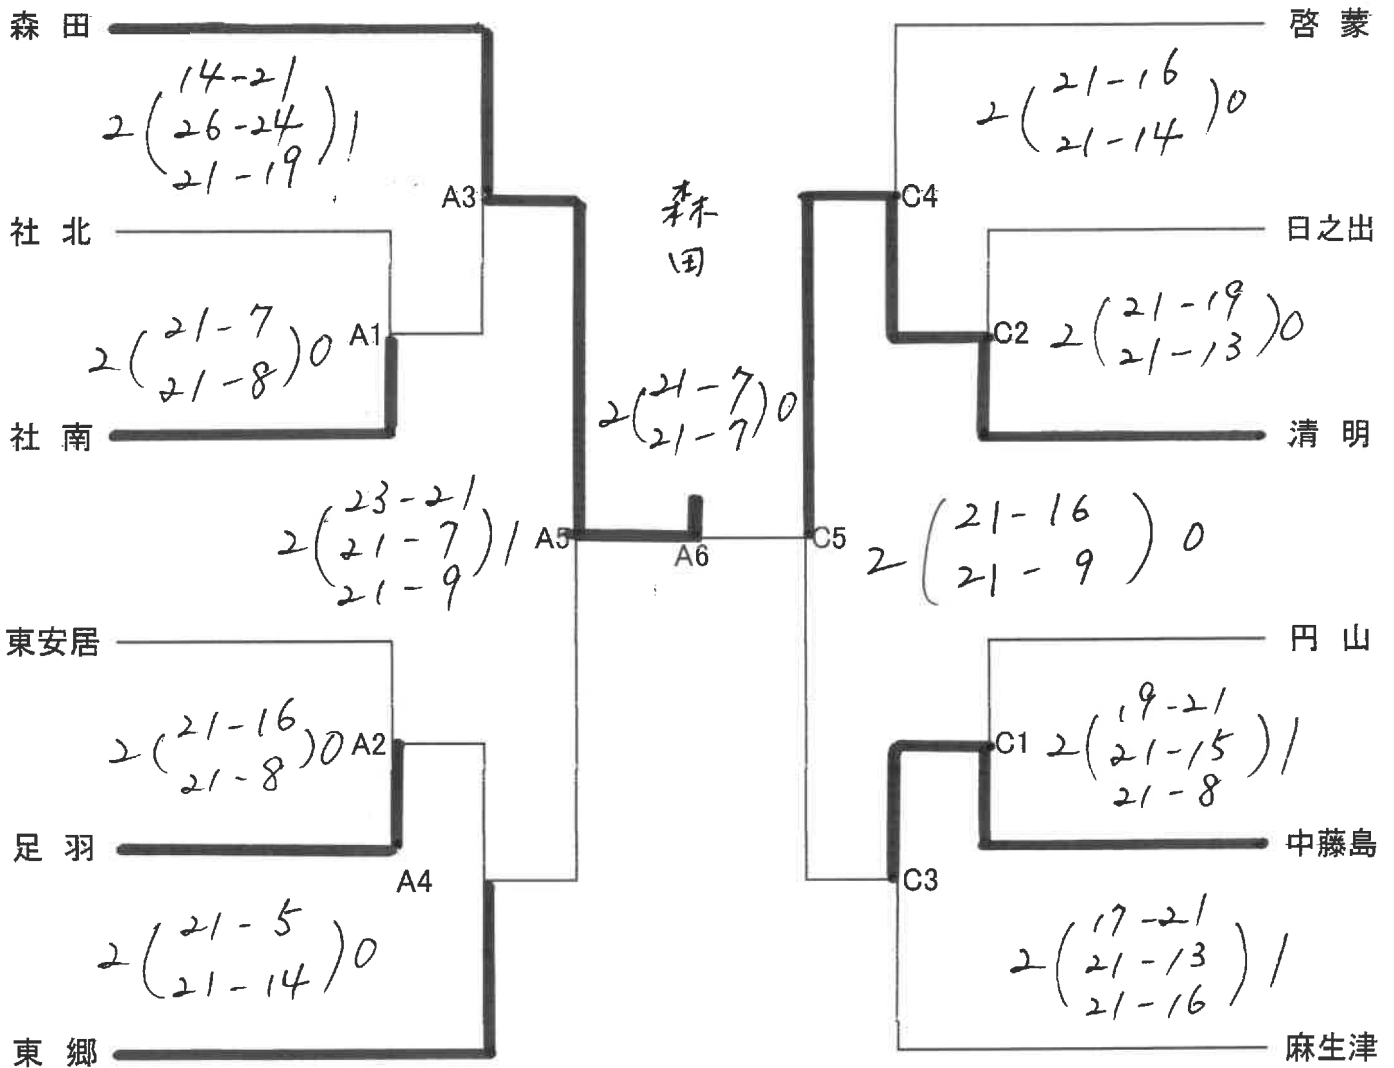 森田
啓蒙
14-21
2(26-24)1
21-19
21-16
2( )0
21-14
A3
C4
森田
社北
日之出
21-7
2( )0
21-8
A1
21-19
2( )0
21-13
C2
21-7
2( )0
21-7
社南
清明
23-21
2(21-7)1
21-9
A5
A6
C5
21-16
2( )0
21-9
東安居
円山
21-16
2( )0
21-8
A2
19-21
2(21-15)1
21-8
C1
足羽
中藤島
A4
C3
21-5
2( )0
21-14
17-21
2(21-13)1
21-16
東郷
麻生津